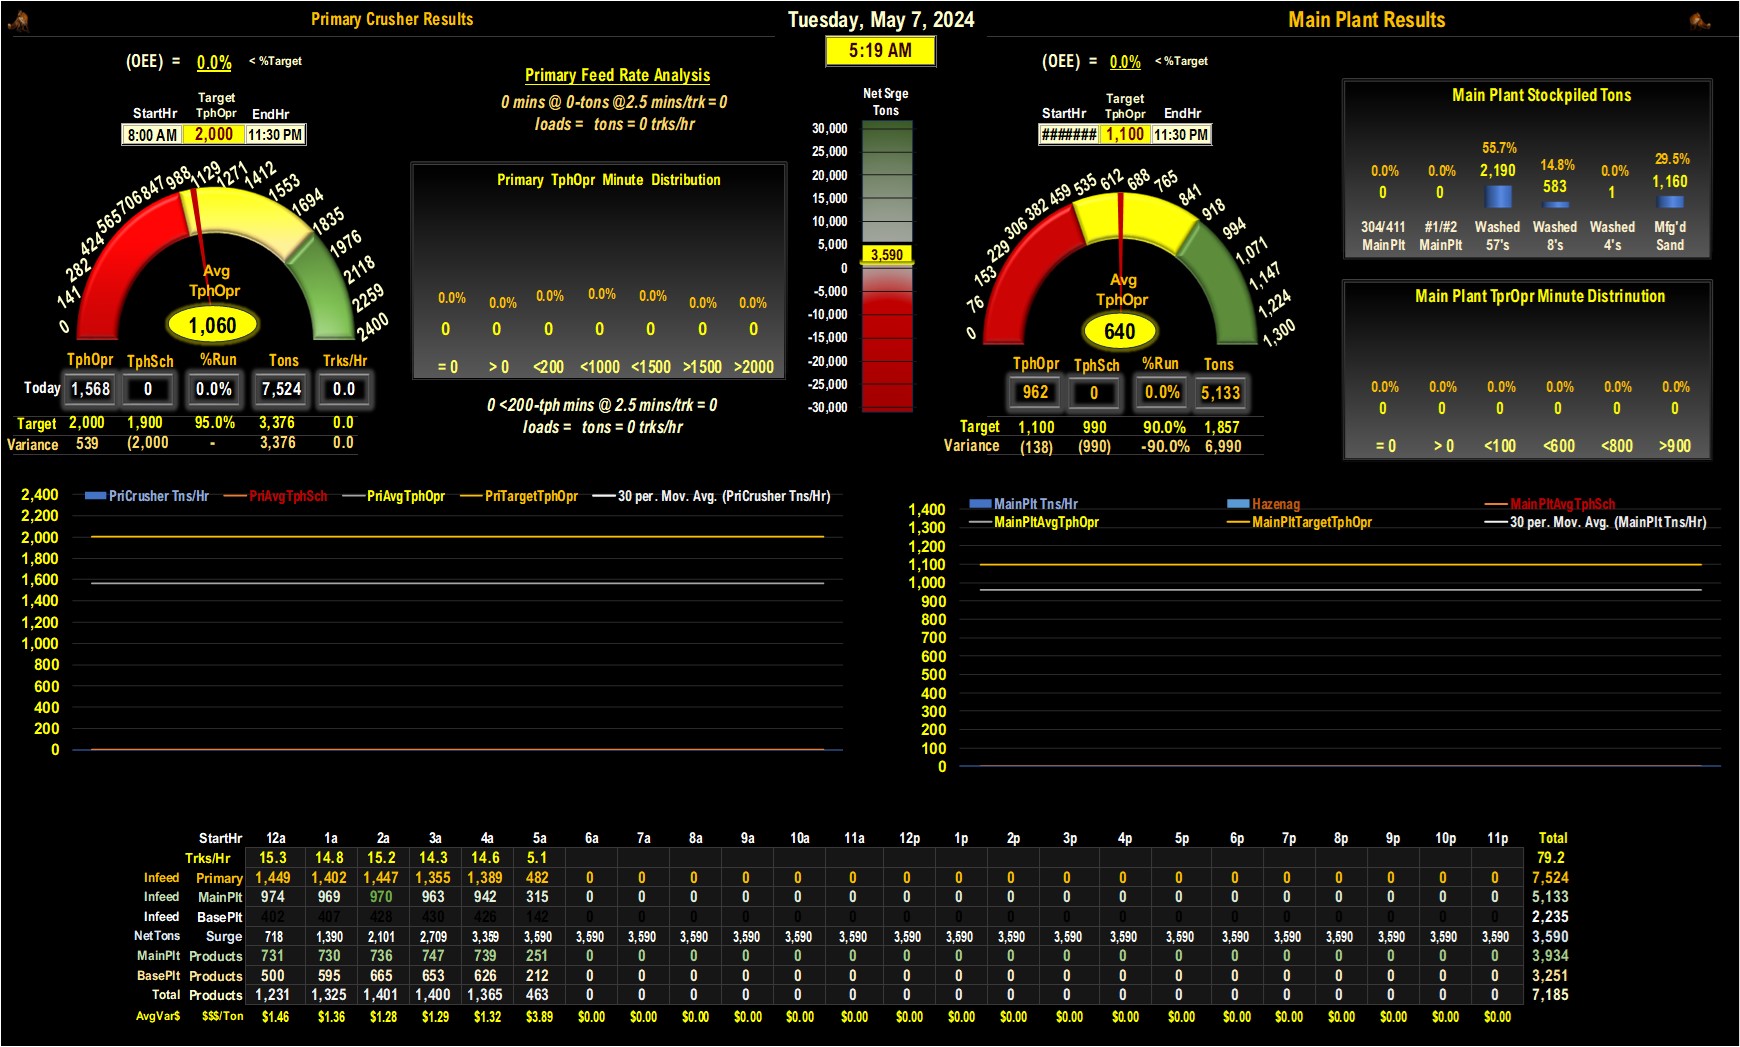 Primary Crusher Results
Tuesday, May 7, 2024
Main Plant Results
5:19 AM
(OEE) = 0.0% < %Target
Target
StartHr TphOpr EndHr
8:00 AM 2,000 11:30 PM
0 141 282 424 565 706 847 988 1129 1271 1412 1553 1694 1835 1976 2118 2259 2400
Avg
TphOpr
1,060
TphOpr TphSch %Run Tons Trks/Hr
Today 1,568 0 0.0% 7,524 0.0
Target 2,000 1,900 95.0% 3,376 0.0
Variance 539 (2,000 - 3,376 0.0
Primary Feed Rate Analysis
0 mins @ 0-tons @2.5 mins/trk = 0
loads = tons = 0 trks/hr
Primary TphOpr Minute Distribution
0.0% 0.0% 0.0% 0.0% 0.0% 0.0% 0.0%
0 0 0 0 0 0 0
= 0 > 0 <200 <1000 <1500 >1500 >2000
0 <200-tph mins @ 2.5 mins/trk = 0
loads = tons = 0 trks/hr
Net Srge
Tons
30,000
25,000
20,000
15,000
10,000
5,000
3,590
0
-5,000
-10,000
-15,000
-20,000
-25,000
-30,000
(OEE) = 0.0% < %Target
Target
StartHr TphOpr EndHr
####### 1,100 11:30 PM
0 76 153 229 306 382 459 535 612 688 765 841 918 994 1,071 1,147 1,224 1,300
Avg
TphOpr
640
TphOpr TphSch %Run Tons
962 0 0.0% 5,133
Target 1,100 990 90.0% 1,857
Variance (138) (990) -90.0% 6,990
Main Plant Stockpiled Tons
0.0% 0.0% 55.7% 14.8% 0.0% 29.5%
0 0 2,190 583 1 1,160
304/411 #1/#2 Washed Washed Washed Mfg'd
MainPlt MainPlt 57's 8's 4's Sand
Main Plant TprOpr Minute Distrinution
0.0% 0.0% 0.0% 0.0% 0.0% 0.0%
0 0 0 0 0 0
= 0 > 0 <100 <600 <800 >900
PriCrusher Tns/Hr PriAvgTphSch PriAvgTphOpr PriTargetTphOpr 30 per. Mov. Avg. (PriCrusher Tns/Hr)
2,400
2,200
2,000
1,800
1,600
1,400
1,200
1,000
800
600
400
200
0
MainPlt Tns/Hr Hazenag MainPltAvgTphSch
MainPltAvgTphOpr MainPltTargetTphOpr 30 per. Mov. Avg. (MainPlt Tns/Hr)
1,400
1,300
1,200
1,100
1,000
900
800
700
600
500
400
300
200
100
0
StartHr 12a 1a 2a 3a 4a 5a 6a 7a 8a 9a 10a 11a 12p 1p 2p 3p 4p 5p 6p 7p 8p 9p 10p 11p Total
Trks/Hr 15.3 14.8 15.2 14.3 14.6 5.1 79.2
Infeed Primary 1,449 1,402 1,447 1,355 1,389 482 0 0 0 0 0 0 0 0 0 0 0 0 0 0 0 0 0 0 7,524
Infeed MainPlt 974 969 970 963 942 315 0 0 0 0 0 0 0 0 0 0 0 0 0 0 0 0 0 0 5,133
Infeed BasePlt 402 407 428 430 426 142 0 0 0 0 0 0 0 0 0 0 0 0 0 0 0 0 0 0 2,235
NetTons Surge 718 1,390 2,101 2,709 3,359 3,590 3,590 3,590 3,590 3,590 3,590 3,590 3,590 3,590 3,590 3,590 3,590 3,590 3,590 3,590 3,590 3,590 3,590 3,590 3,590
MainPlt Products 731 730 736 747 739 251 0 0 0 0 0 0 0 0 0 0 0 0 0 0 0 0 0 0 3,934
BasePlt Products 500 595 665 653 626 212 0 0 0 0 0 0 0 0 0 0 0 0 0 0 0 0 0 0 3,251
Total Products 1,231 1,325 1,401 1,400 1,365 463 0 0 0 0 0 0 0 0 0 0 0 0 0 0 0 0 0 0 7,185
AvgVar$ $$$/Ton $1.46 $1.36 $1.28 $1.29 $1.32 $3.89 $0.00 $0.00 $0.00 $0.00 $0.00 $0.00 $0.00 $0.00 $0.00 $0.00 $0.00 $0.00 $0.00 $0.00 $0.00 $0.00 $0.00 $0.00